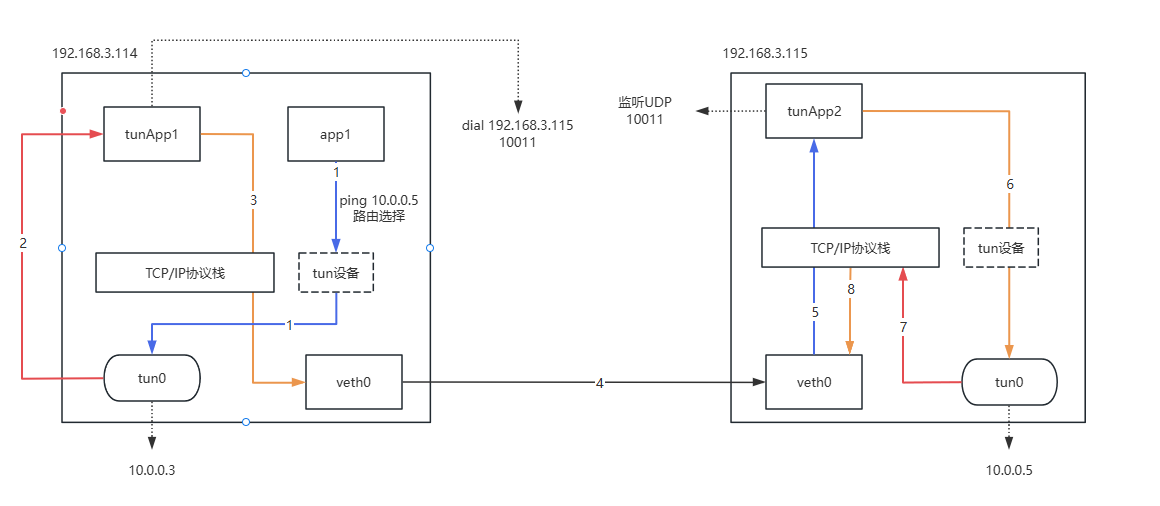 192.168.3.114
192.168.3.115
tunApp1
app1
dial 192.168.3.115
10011
监听UDP
10011
tunApp2
1
ping 10.0.0.5
路由选择
3
6
2
TCP/IP协议栈
tun设备
TCP/IP协议栈
tun设备
8
5
7
1
tun0
veth0
4
veth0
tun0
10.0.0.3
10.0.0.5